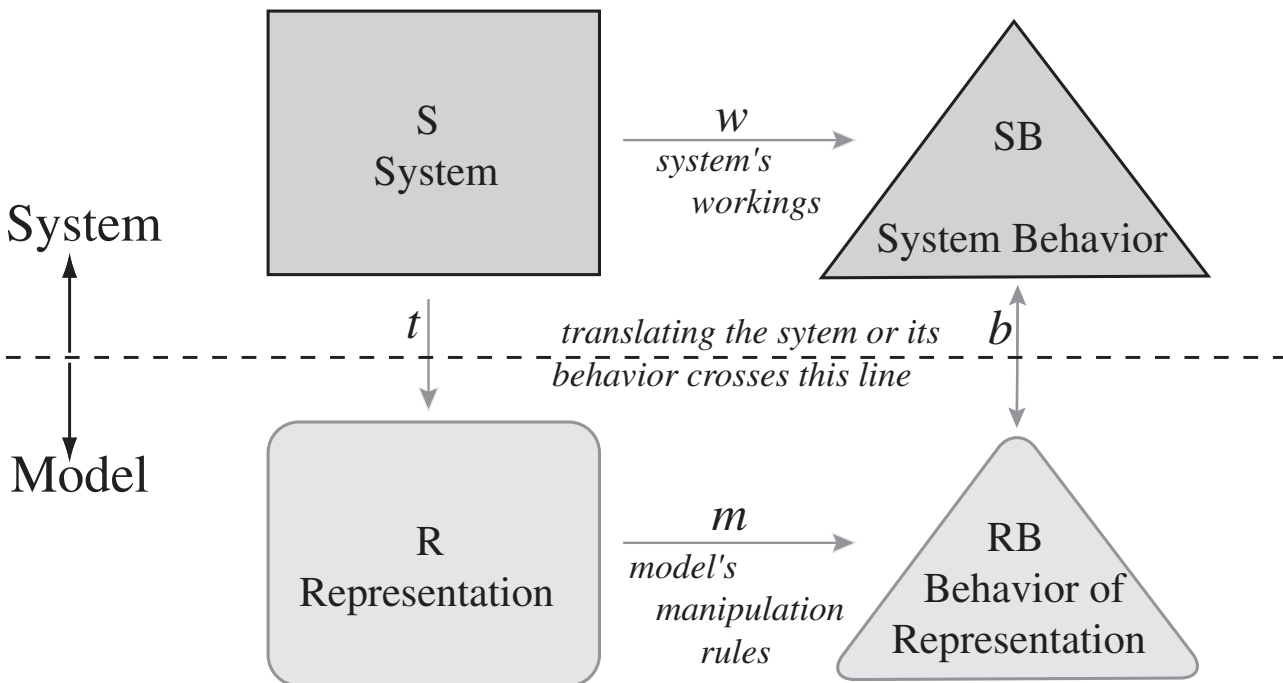 S
System
w
system's
workings
SB
System Behavior
System
t
translating the sytem or its
b
behavior crosses this line
Model
R
Representation
m
model's
manipulation
rules
RB
Behavior of
Representation